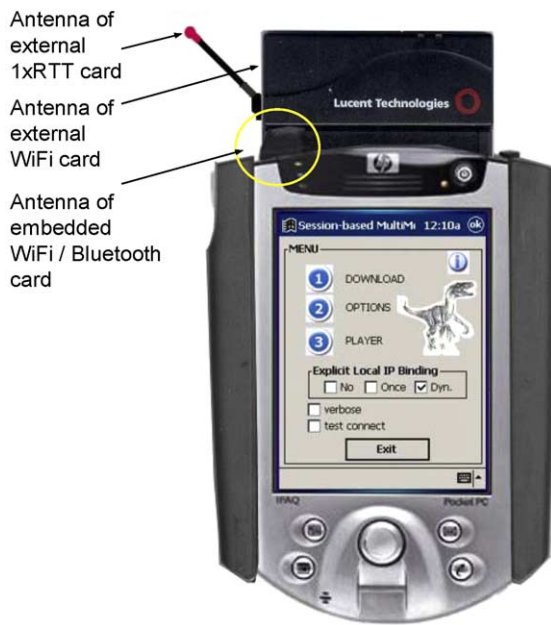 Antenna of
external
1xRTT card
Antenna of
external
WiFi card
Antenna of
embedded
WiFi / Bluetooth
card
Lucent Technologies
hp
Session-based MultiMe 12:10a ok
MENU
1 DOWNLOAD
2 OPTIONS
3 PLAYER
Explicit Local IP Binding
No Once Dyn.
verbose
test connect
Exit
iPAQ Pocket PC